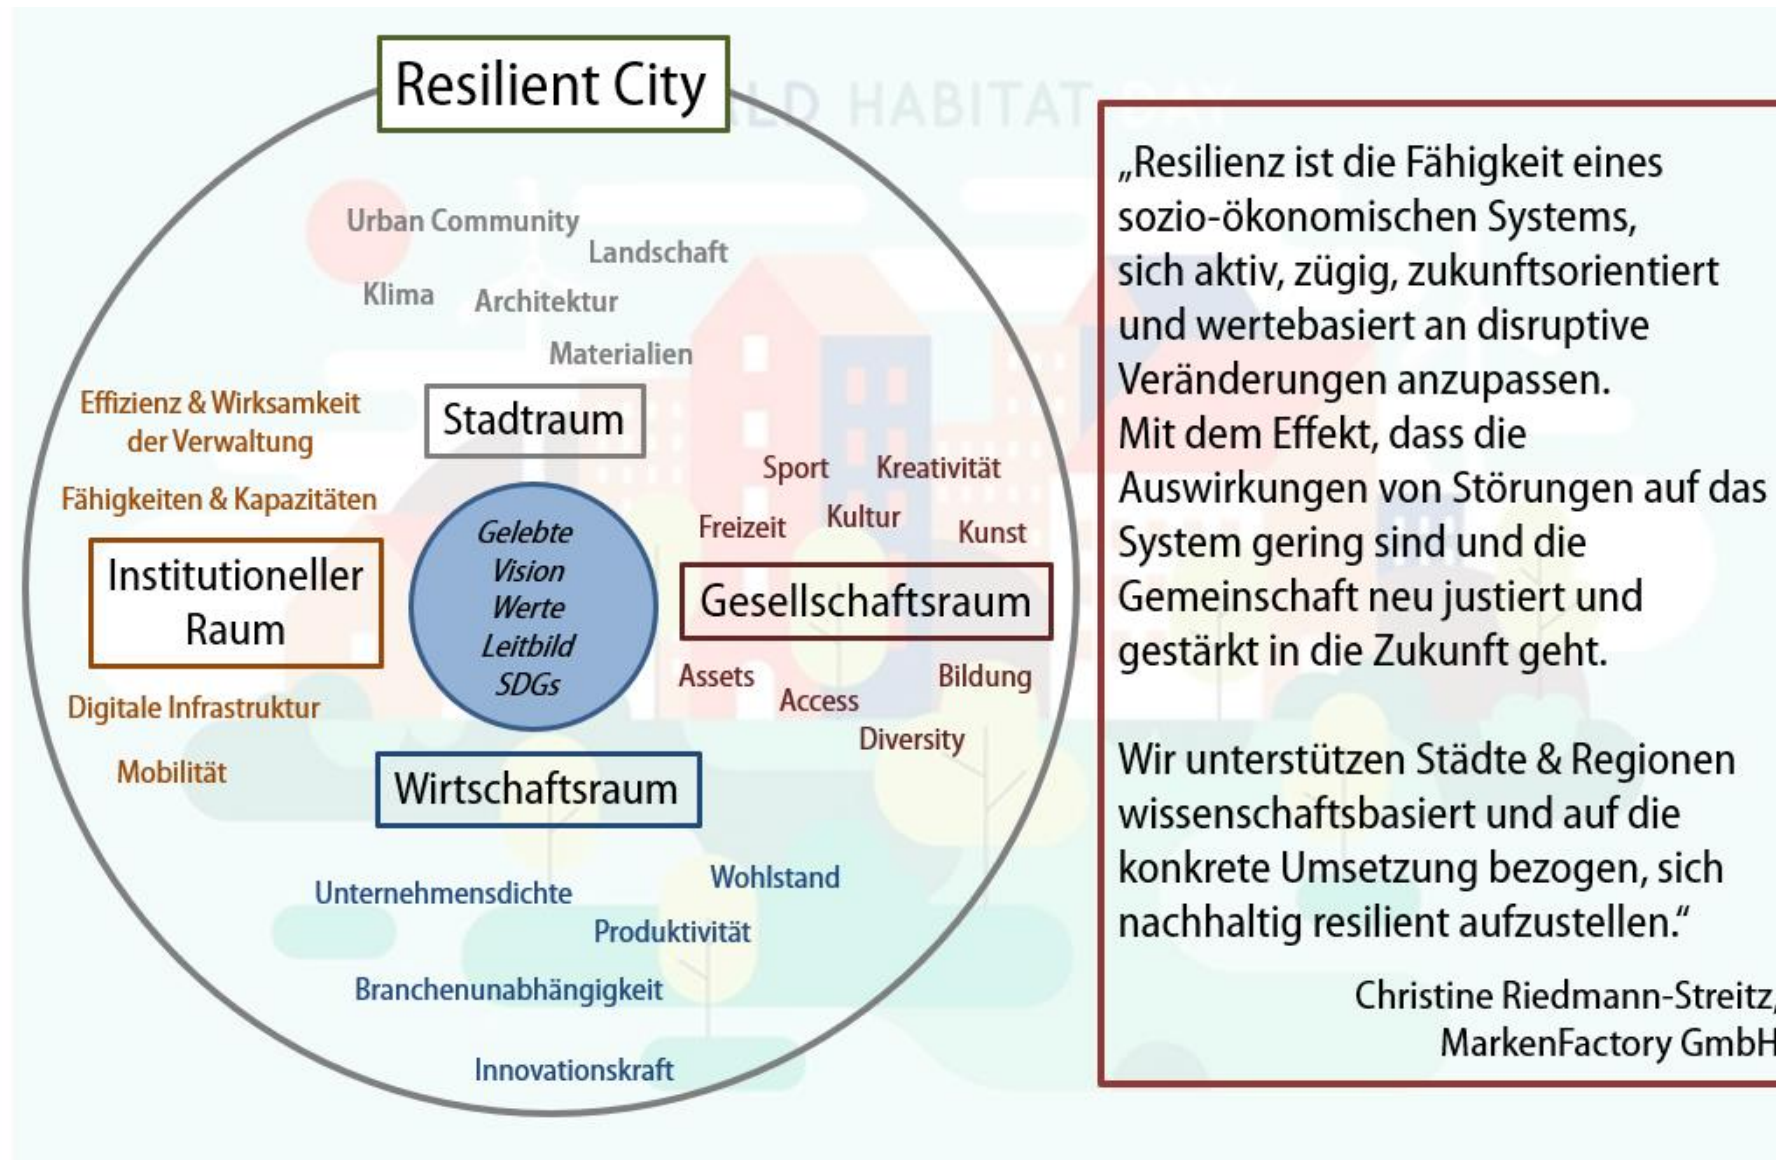 Resilient City
HABITAT DAY
Urban Community
Landschaft
Klima
Architektur
Materialien
Stadtraum
Effizienz & Wirksamkeit
der Verwaltung
Fähigkeiten & Kapazitäten
Institutioneller
Raum
Digitale Infrastruktur
Mobilität
Gelebte
Vision
Werte
Leitbild
SDGs
Sport
Kreativität
Freizeit
Kultur
Kunst
Gesellschaftsraum
Assets
Access
Bildung
Diversity
Wirtschaftsraum
Unternehmensdichte
Wohlstand
Produktivität
Branchenunabhängigkeit
Innovationskraft
„Resilienz ist die Fähigkeit eines
sozio-ökonomischen Systems,
sich aktiv, zügig, zukunftsorientiert
und wertebasiert an disruptive
Veränderungen anzupassen.
Mit dem Effekt, dass die
Auswirkungen von Störungen auf das
System gering sind und die
Gemeinschaft neu justiert und
gestärkt in die Zukunft geht.
Wir unterstützen Städte & Regionen
wissenschaftsbasiert und auf die
konkrete Umsetzung bezogen, sich
nachhaltig resilient aufzustellen.“
Christine Riedmann-Streitz,
MarkenFactory GmbH